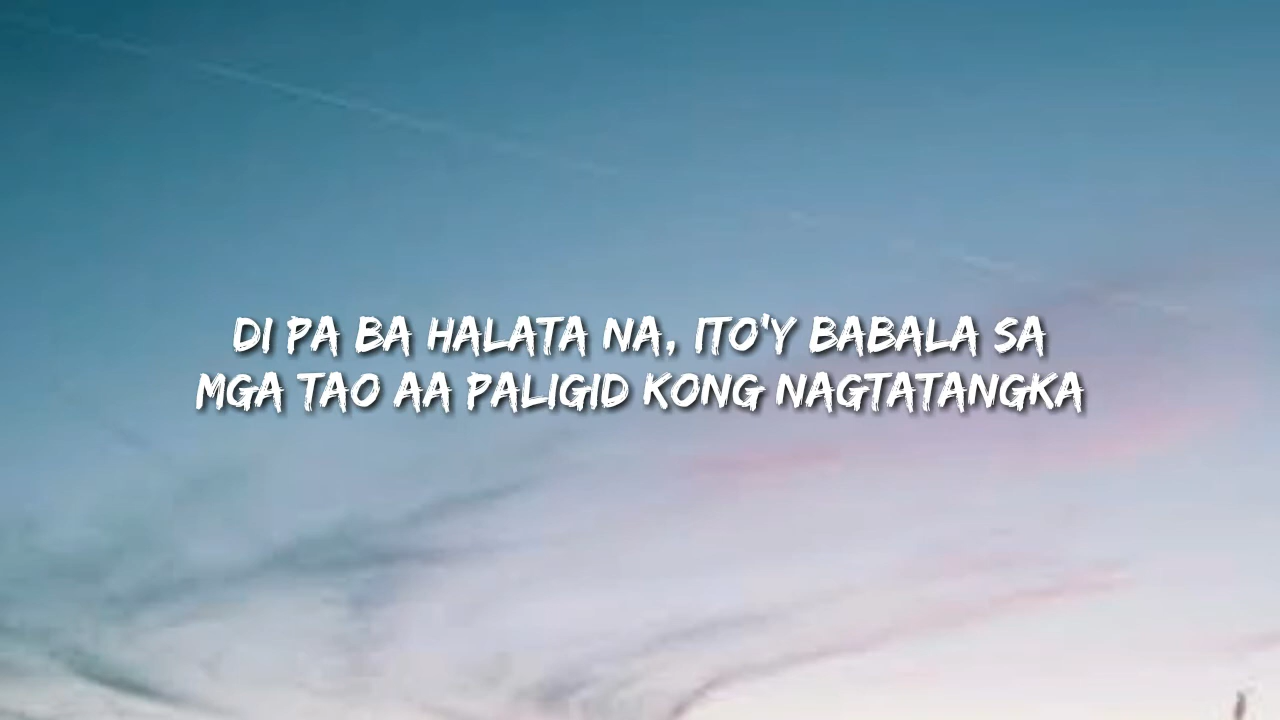 DI PA BA HALATA NA, ITO'Y BABALA SA
MGA TAO AA PALIGID KONG NAGTATANGKA